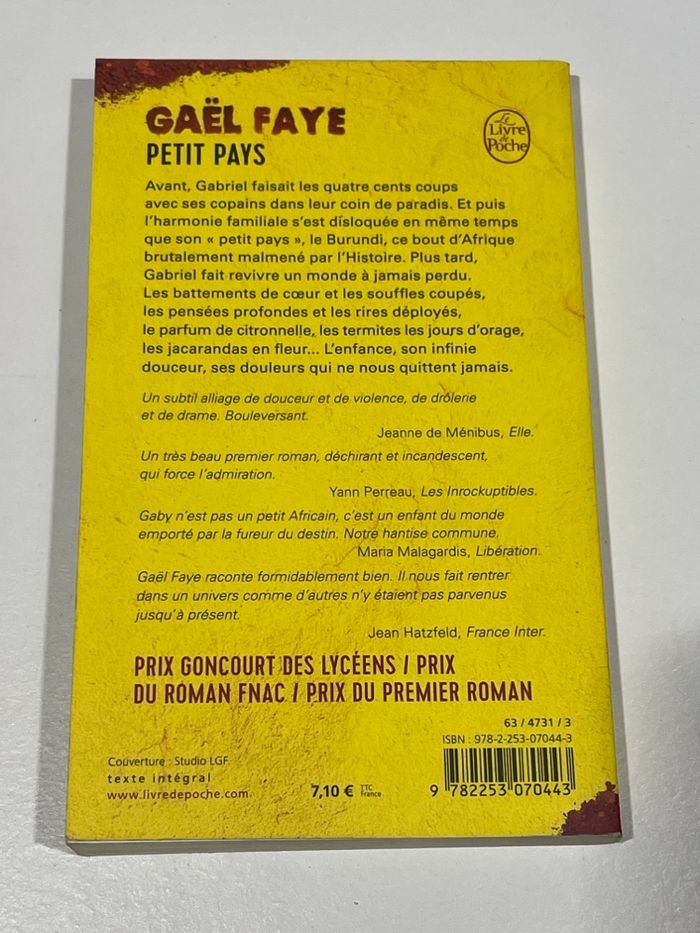 GAËL FAYE
PETIT PAYS
Le
Livre
de
Poche
Avant, Gabriel faisait les quatre cents coups
avec ses copains dans leur coin de paradis. Et puis
l'harmonie familiale s'est disloquée en même temps
que son « petit pays », le Burundi, ce bout d'Afrique
brutalement malmené par l'Histoire. Plus tard,
Gabriel fait revivre un monde à jamais perdu.
Les battements de cœur et les souffles coupés,
les pensées profondes et les rires déployés,
le parfum de citronnelle, les termites les jours d'orage,
les jacarandas en fleur... L'enfance, son infinie
douceur, ses douleurs qui ne nous quittent jamais.
Un subtil alliage de douceur et de violence, de drôlerie
et de drame. Bouleversant.
Jeanne de Ménibus, Elle.
Un très beau premier roman, déchirant et incandescent,
qui force l'admiration.
Yann Perreau, Les Inrockuptibles.
Gaby n'est pas un petit Africain, c'est un enfant du monde
emporté par la fureur du destin. Notre hantise commune.
Maria Malagardis, Libération.
Gaël Faye raconte formidablement bien. Il nous fait rentrer
dans un univers comme d'autres n'y étaient pas parvenus
jusqu'à présent.
Jean Hatzfeld, France Inter.
PRIX GONCOURT DES LYCÉENS / PRIX
DU ROMAN FNAC / PRIX DU PREMIER ROMAN
63 / 4731 / 3
ISBN : 978-2-253-07044-3
Couverture : Studio LGF
texte intégral
www.livredepoche.com
7,10 € TTC
France
9 782253 070443